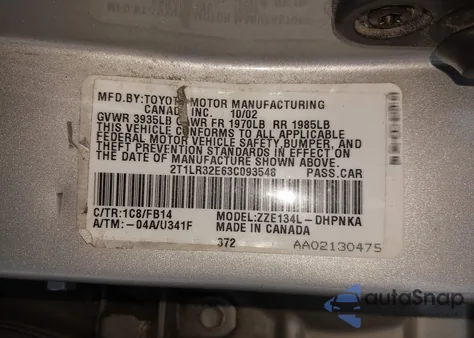 MFD.BY:TOYOTA MOTOR MANUFACTURING
CANADA INC. 10/02
GVWR 3935LB GAWR FR 1970LB RR 1985LB
THIS VEHICLE CONFORMS TO ALL APPLICABLE
FEDERAL MOTOR VEHICLE SAFETY,BUMPER, AND
THEFT PREVENTION STANDARDS IN EFFECT ON
THE DATE OF MANUFACTURE SHOWN ABOVE.
2T1LR32E63C093548 PASS.CAR
C/TR:1C8/FB14 MODEL:ZZE134L-DHPNKA
A/TM:-04A/U341F MADE IN CANADA
372 AA02130475
autoSnap